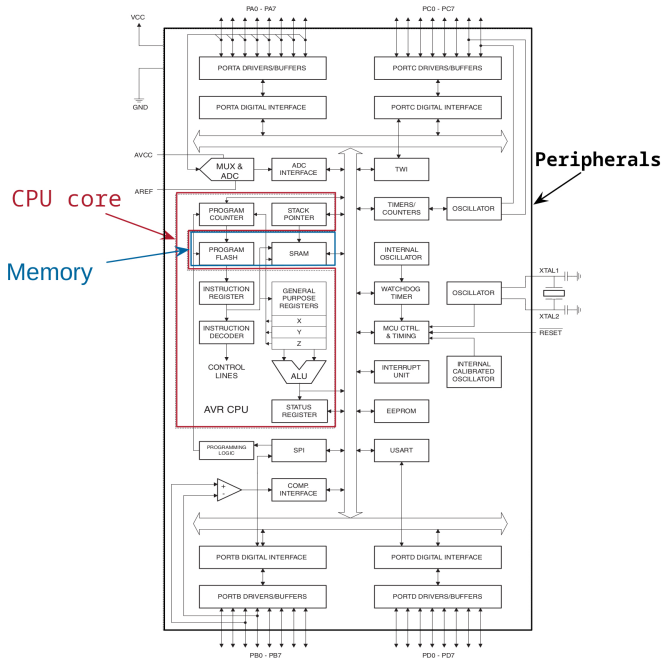 PA0 - PA7
PC0 - PC7
VCC
GND
PORTA DRIVERS/BUFFERS
PORTC DRIVERS/BUFFERS
PORTA DIGITAL INTERFACE
PORTC DIGITAL INTERFACE
AVCC
AREF
MUX &
ADC
ADC
INTERFACE
TWI
Peripherals
CPU core
PROGRAM
COUNTER
STACK
POINTER
TIMERS/
COUNTERS
OSCILLATOR
Memory
PROGRAM
FLASH
SRAM
INTERNAL
OSCILLATOR
XTAL1
XTAL2
RESET
INSTRUCTION
REGISTER
GENERAL
PURPOSE
REGISTERS
X
Y
Z
WATCHDOG
TIMER
OSCILLATOR
INSTRUCTION
DECODER
MCU CTRL.
& TIMING
CONTROL
LINES
ALU
INTERRUPT
UNIT
INTERNAL
CALIBRATED
OSCILLATOR
AVR CPU
STATUS
REGISTER
EEPROM
PROGRAMMING
LOGIC
SPI
USART
+
-
COMP.
INTERFACE
PORTB DIGITAL INTERFACE
PORTD DIGITAL INTERFACE
PORTB DRIVERS/BUFFERS
PORTD DRIVERS/BUFFERS
PB0 - PB7
PD0 - PD7